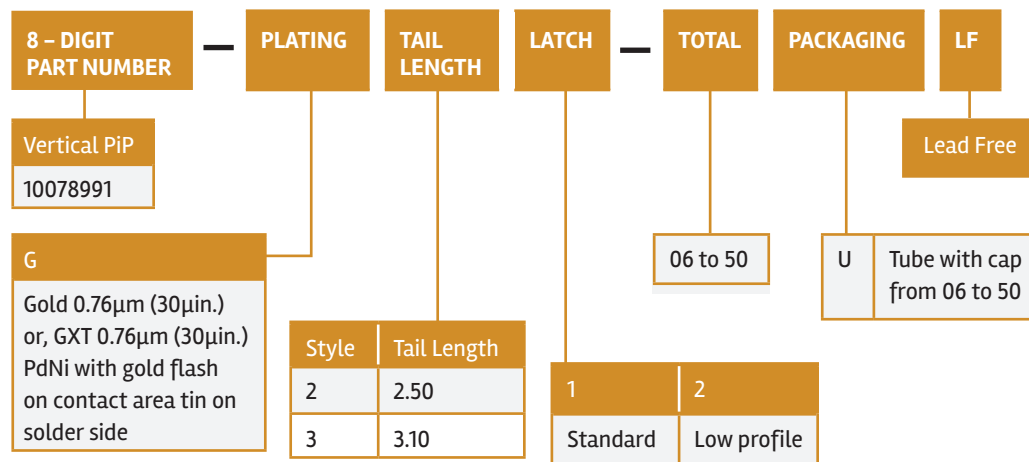 8 – DIGIT
PART NUMBER
—
PLATING
TAIL
LENGTH
LATCH
—
TOTAL
PACKAGING
LF
Vertical PiP
10078991
Lead Free
G
Gold 0.76µm (30µin.)
or, GXT 0.76µm (30µin.)
PdNi with gold flash
on contact area tin on
solder side
Style Tail Length
2 2.50
3 3.10
1 2
Standard Low profile
06 to 50
U Tube with cap
from 06 to 50